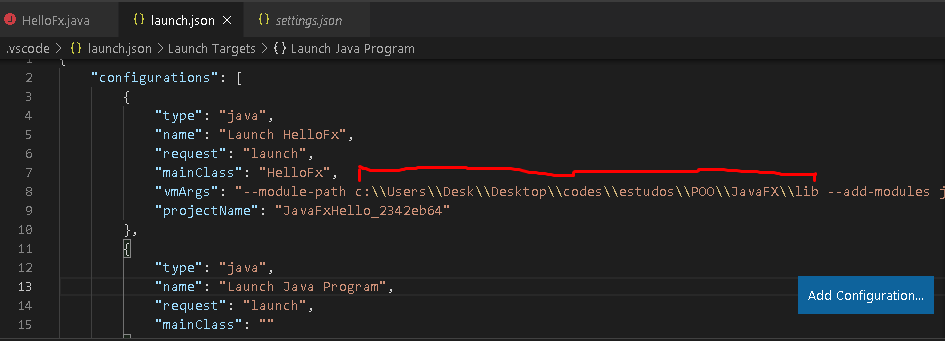 HelloFx.java
{} launch.json ×
{} settings.json
.vscode > {} launch.json > Launch Targets > {} Launch Java Program
1 {
2 "configurations": [
3 {
4 "type": "java",
5 "name": "Launch HelloFx",
6 "request": "launch",
7 "mainClass": "HelloFx",
8 "vmArgs": "--module-path c:\\Users\\Desk\\Desktop\\codes\\estudos\\POO\\JavaFX\\lib --add-modules j
9 "projectName": "JavaFxHello_2342eb64"
10 },
11 {
12 "type": "java",
13 "name": "Launch Java Program",
14 "request": "launch",
15 "mainClass": ""
Add Configuration...